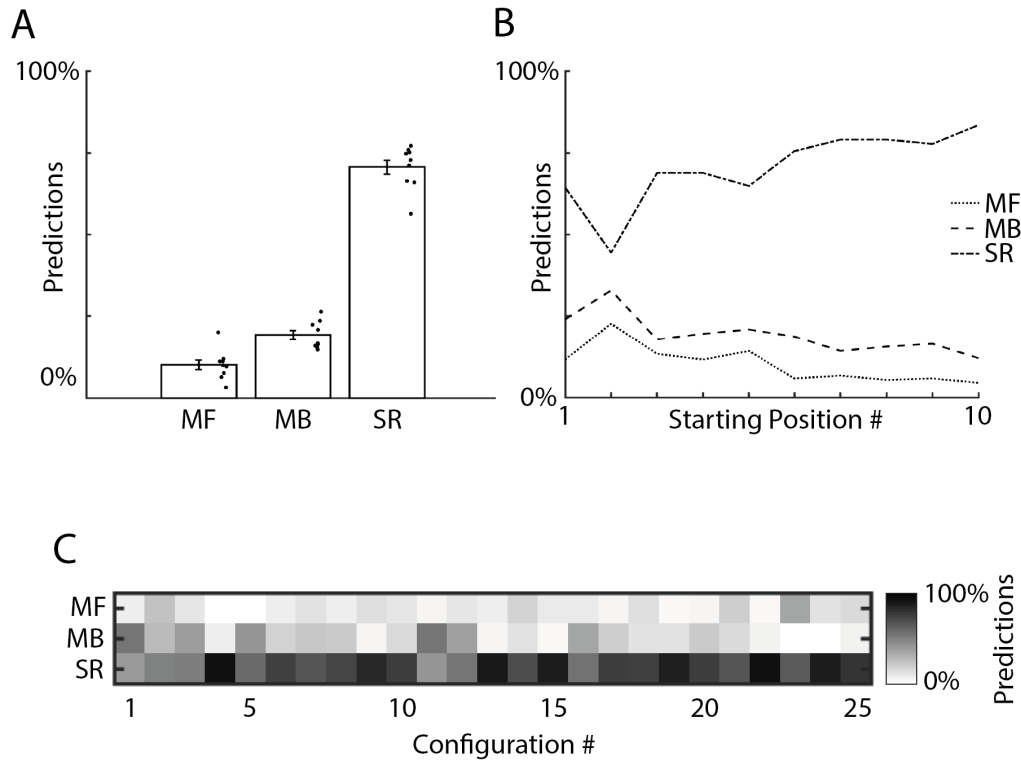 A
100%
Predictions
0%
MF MB SR
B
100%
Predictions
0%
1 Starting Position # 10
MF
MB
SR
C
MF
MB
SR
1 5 10 15 20 25
Configuration #
100%
0%
Predictions